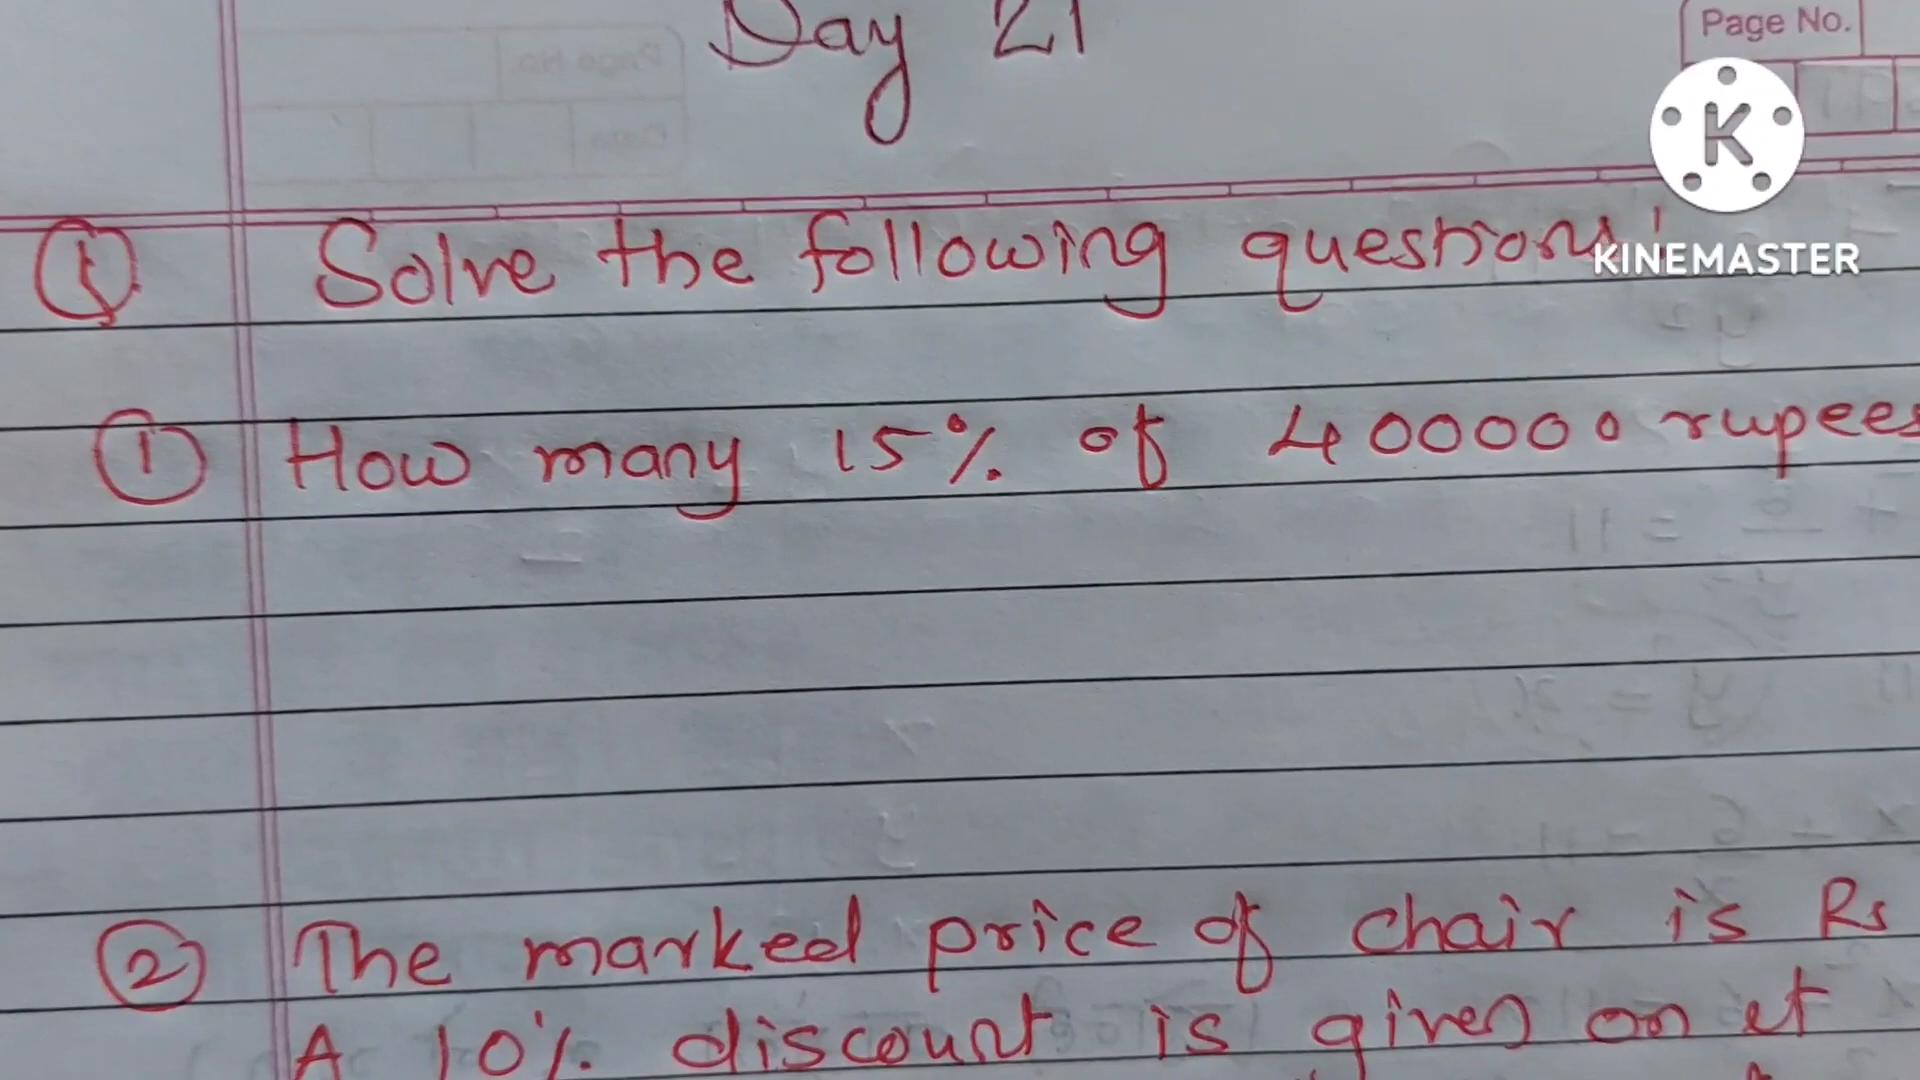 Day 21
Page No.
K
KINEMASTER
Q Solve the following questions:
① How many 15% of 400000 rupees
② The marked price of chair is Rs
A 10% discount is given on it